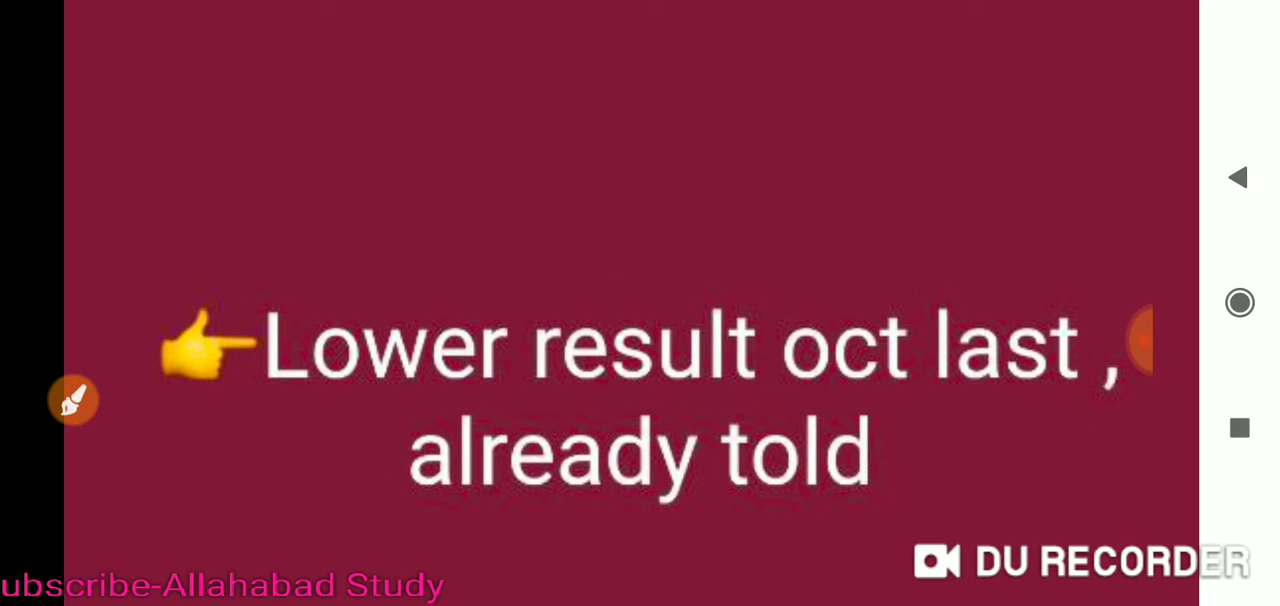 👉Lower result oct last ,
already told
DU RECORDER
ubscribe-Allahabad Study